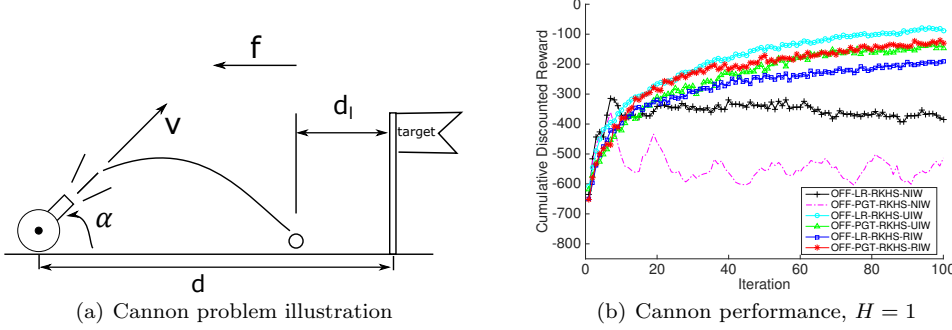 f
v
d_l
target
α
d
(a) Cannon problem illustration
Cumulative Discounted Reward
0
-100
-200
-300
-400
-500
-600
-700
-800
0
20
40
60
80
100
Iteration
OFF-LR-RKHS-NIW
OFF-PGT-RKHS-NIW
OFF-LR-RKHS-UIW
OFF-PGT-RKHS-UIW
OFF-LR-RKHS-RIW
OFF-PGT-RKHS-RIW
(b) Cannon performance, H = 1